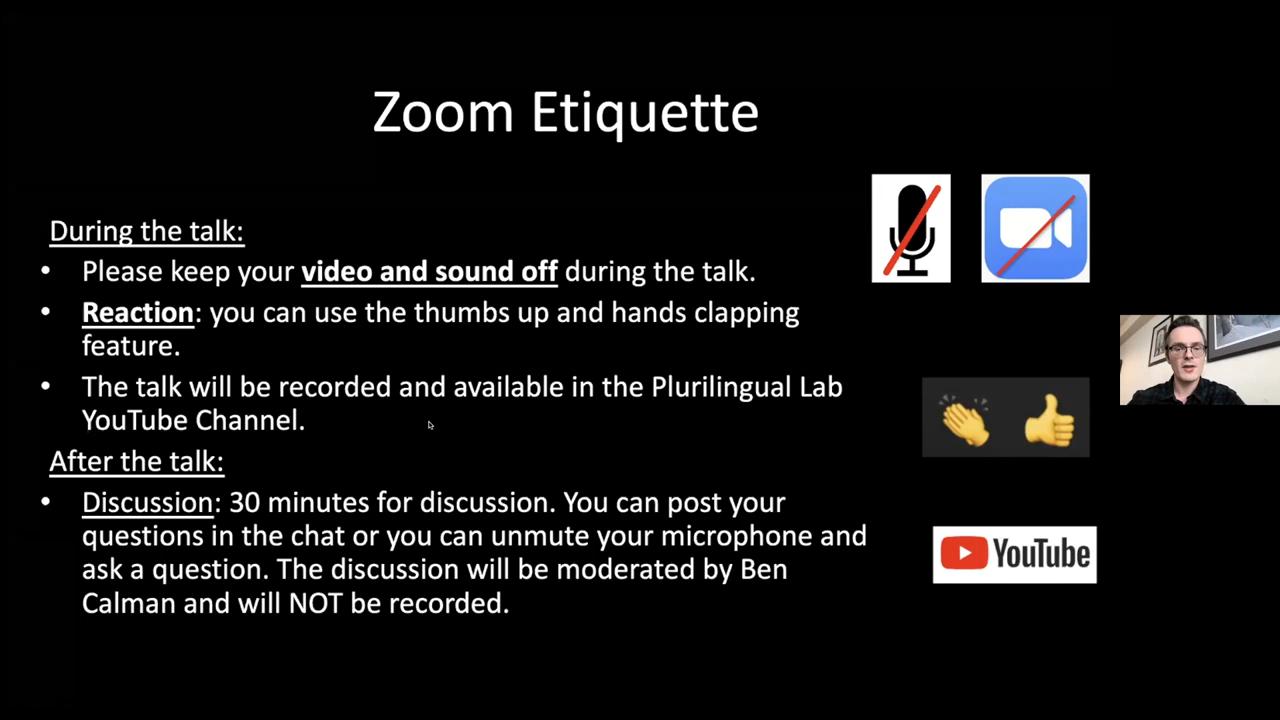 Zoom Etiquette
During the talk:
• Please keep your video and sound off during the talk.
• Reaction: you can use the thumbs up and hands clapping
feature.
• The talk will be recorded and available in the Plurilingual Lab
YouTube Channel.
After the talk:
• Discussion: 30 minutes for discussion. You can post your
questions in the chat or you can unmute your microphone and
ask a question. The discussion will be moderated by Ben
Calman and will NOT be recorded.
YouTube